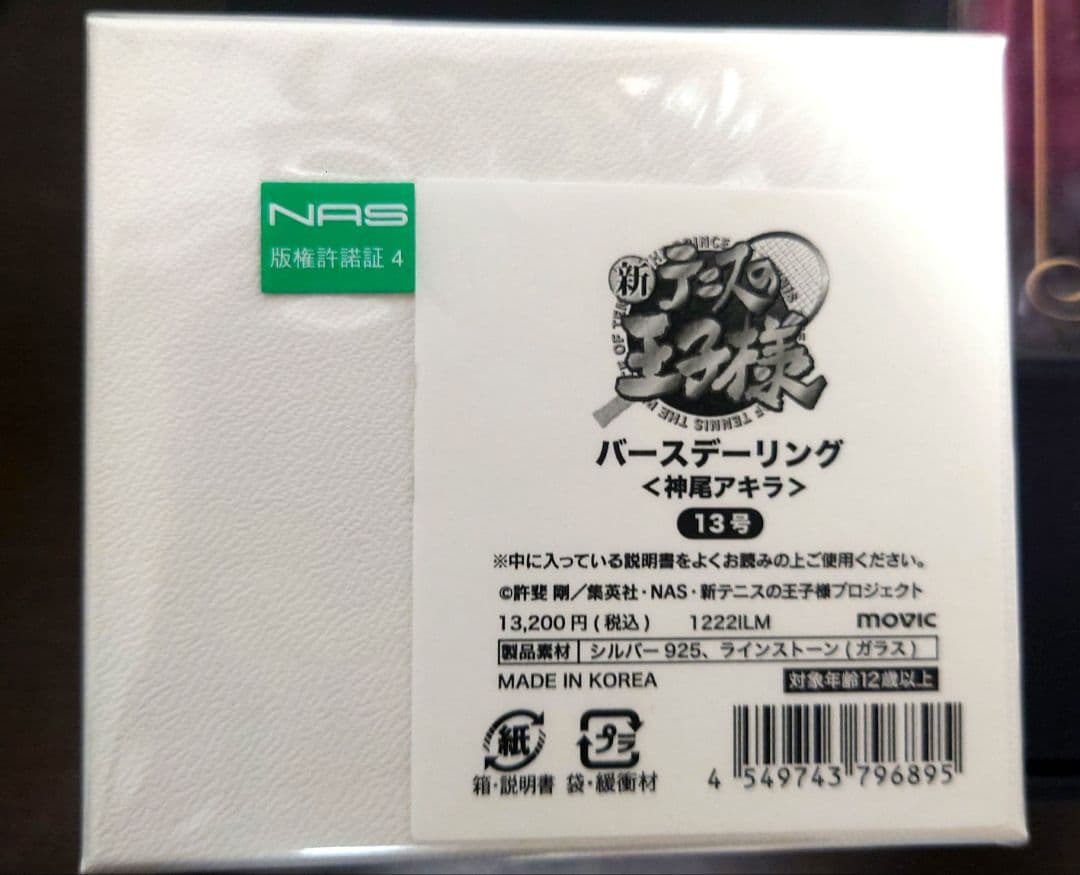 NAS
版権許諾証 4
新テニスの
王子様
バースデーリング
<神尾アキラ>
13号
※中に入っている説明書をよくお読みの上ご使用ください。
©許斐 剛／集英社・NAS・新テニスの王子様プロジェクト
13,200円(税込) 1222ILM movic
製品素材 シルバー925、ラインストーン(ガラス)
MADE IN KOREA 対象年齢12歳以上
紙 プラ
箱・説明書 袋・緩衝材
4 549743 796895